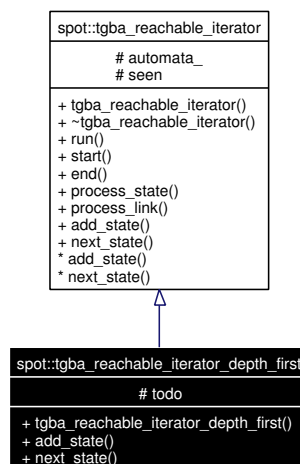 spot::tgba_reachable_iterator
# automata_
# seen
+ tgba_reachable_iterator()
+ ~tgba_reachable_iterator()
+ run()
+ start()
+ end()
+ process_state()
+ process_link()
+ add_state()
+ next_state()
* add_state()
* next_state()
spot::tgba_reachable_iterator_depth_first
# todo
+ tgba_reachable_iterator_depth_first()
+ add_state()
+ next_state()